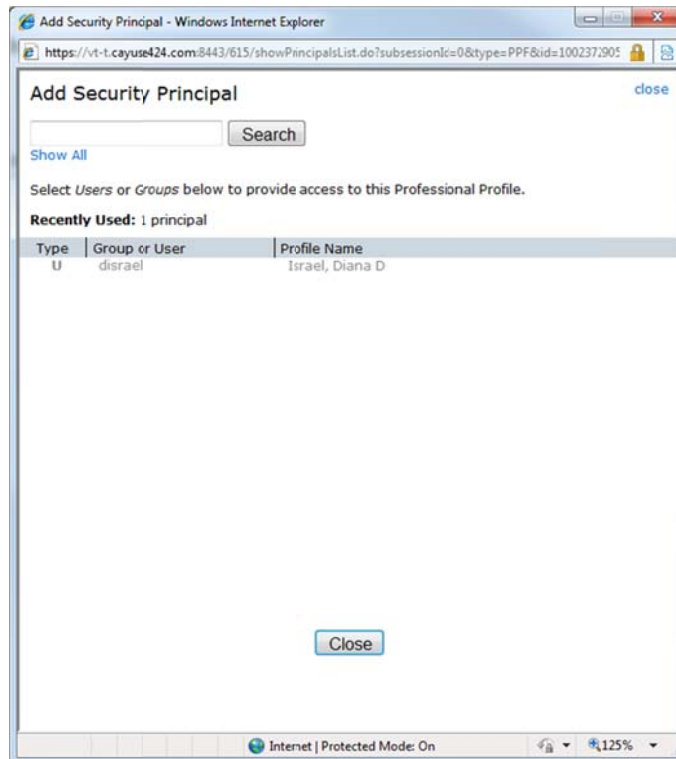 Add Security Principal - Windows Internet Explorer
https://vt-t.cayuse424.com:8443/615/showPrincipalsList.do?subsessionId=0&type=PPF&id=1002372905
Add Security Principal
close
Search
Show All
Select Users or Groups below to provide access to this Professional Profile.
Recently Used: 1 principal
Type Group or User Profile Name
U disrael Israel, Diana D
Close
Internet | Protected Mode: On 125%